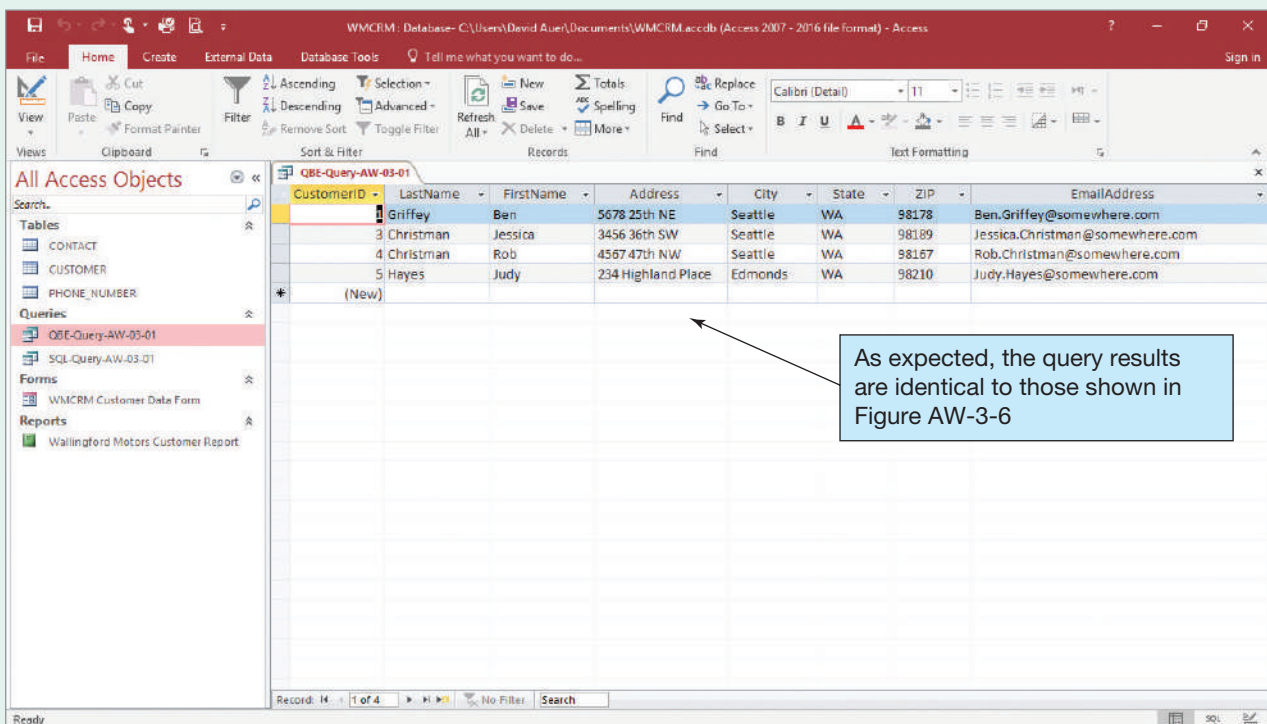 WMCRM : Database- C:\Users\David Auer\Documents\WMCRM.accdb (Access 2007 - 2016 file format) - Access
?
File Home Create External Data Database Tools Tell me what you want to do... Sign in
View
Paste
Cut
Copy
Format Painter
Filter
Ascending
Descending
Remove Sort
Selection
Advanced
Toggle Filter
Refresh All
New
Save
Delete
Totals
Spelling
More
Find
Replace
Go To
Select
Calibri (Detail) 11
B I U A
Views Clipboard Sort & Filter Records Find Text Formatting
All Access Objects
Search..
Tables
CONTACT
CUSTOMER
PHONE_NUMBER
Queries
QBE-Query-AW-03-01
SQL-Query-AW-03-01
Forms
WMCRM Customer Data Form
Reports
Wallingford Motors Customer Report
QBE-Query-AW-03-01
CustomerID LastName FirstName Address City State ZIP EmailAddress
1 Griffey Ben 5678 25th NE Seattle WA 98178 Ben.Griffey@somewhere.com
3 Christman Jessica 3456 36th SW Seattle WA 98189 Jessica.Christman@somewhere.com
4 Christman Rob 4567 47th NW Seattle WA 98167 Rob.Christman@somewhere.com
5 Hayes Judy 234 Highland Place Edmonds WA 98210 Judy.Hayes@somewhere.com
(New)
As expected, the query results
are identical to those shown in
Figure AW-3-6
Record: 1 of 4 No Filter Search
Ready SQL